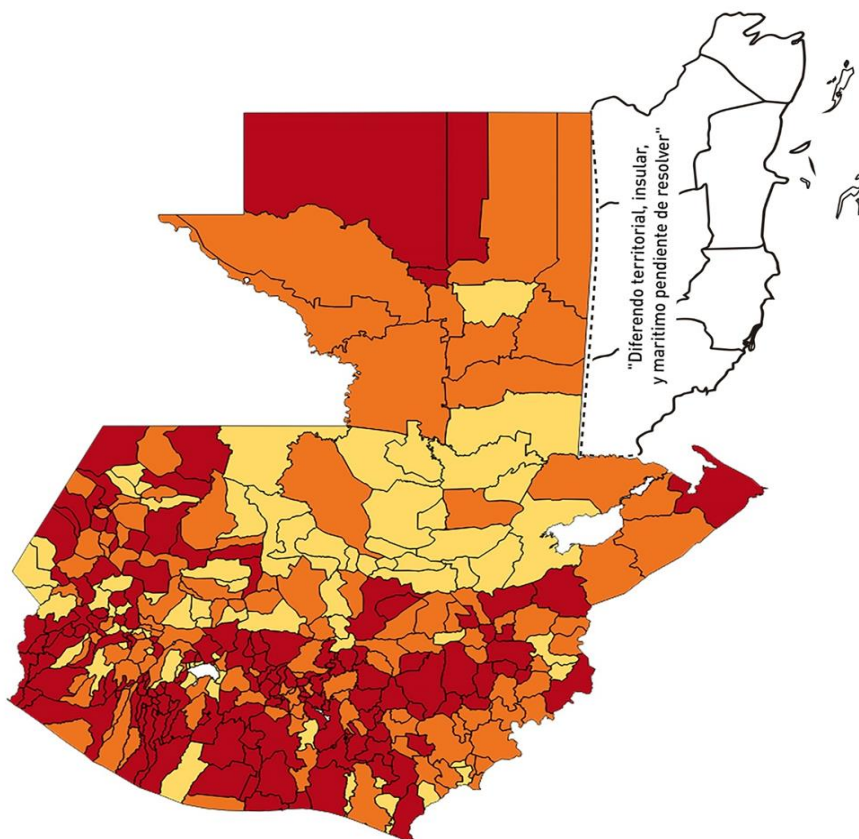 "Diferendo territorial, insular,
y marítimo pendiente de resolver"